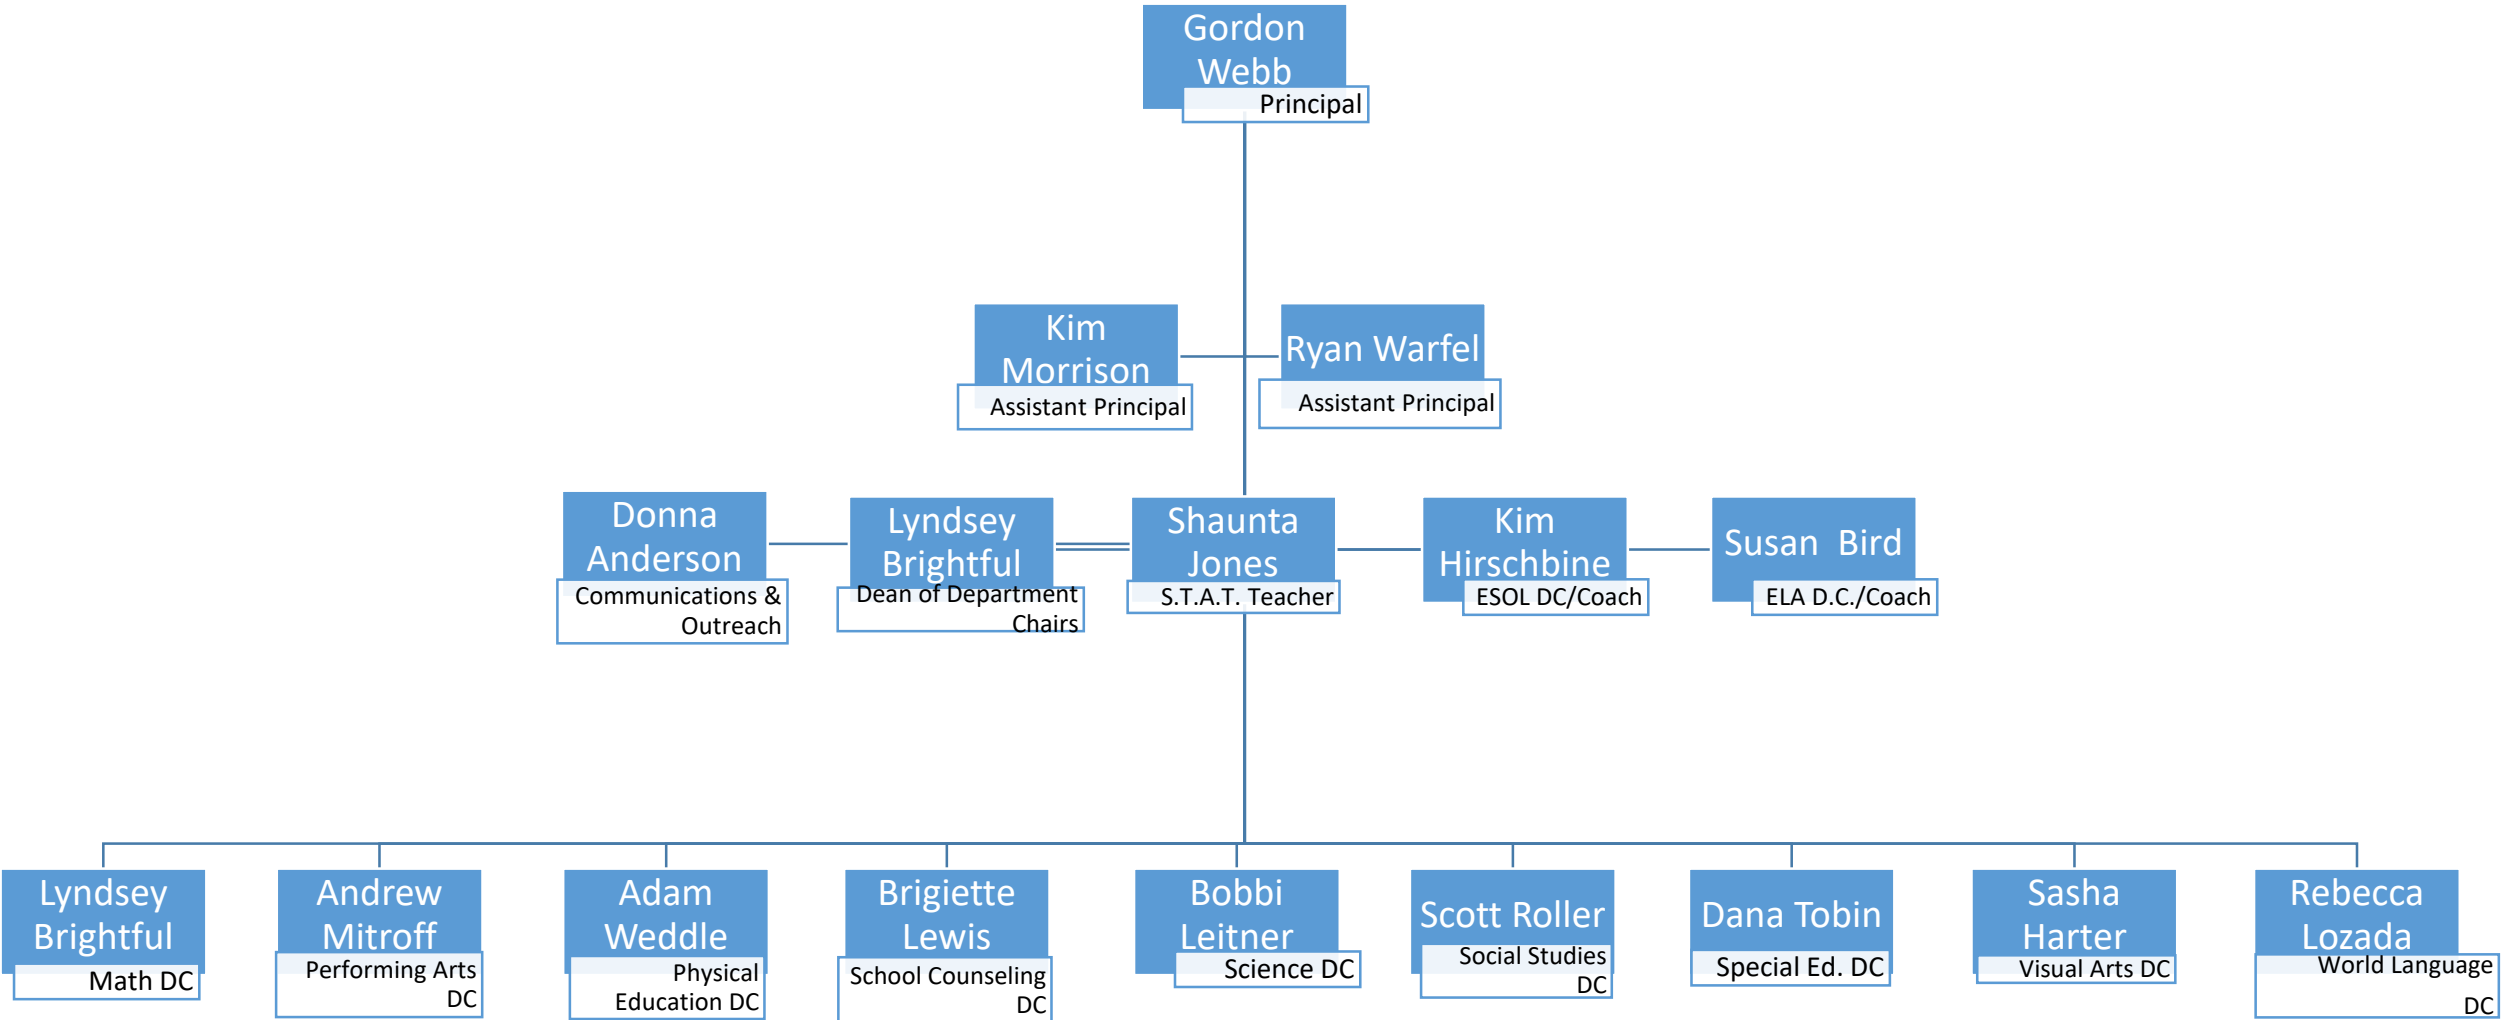 Gordon
Webb
Principal
Kim
Morrison
Assistant Principal
Ryan Warfel
Assistant Principal
Donna
Anderson
Communications &
Outreach
Lyndsey
Brightful
Dean of Department
Chairs
Shaunta
Jones
S.T.A.T. Teacher
Kim
Hirschbine
ESOL DC/Coach
Susan  Bird
ELA D.C./Coach
Lyndsey
Brightful
Math DC
Andrew
Mitroff
Performing Arts
DC
Adam
Weddle
Physical
Education DC
Brigiette
Lewis
School Counseling
DC
Bobbi
Leitner
Science DC
Scott Roller
Social Studies
DC
Dana Tobin
Special Ed. DC
Sasha
Harter
Visual Arts DC
Rebecca
Lozada
World Language
DC